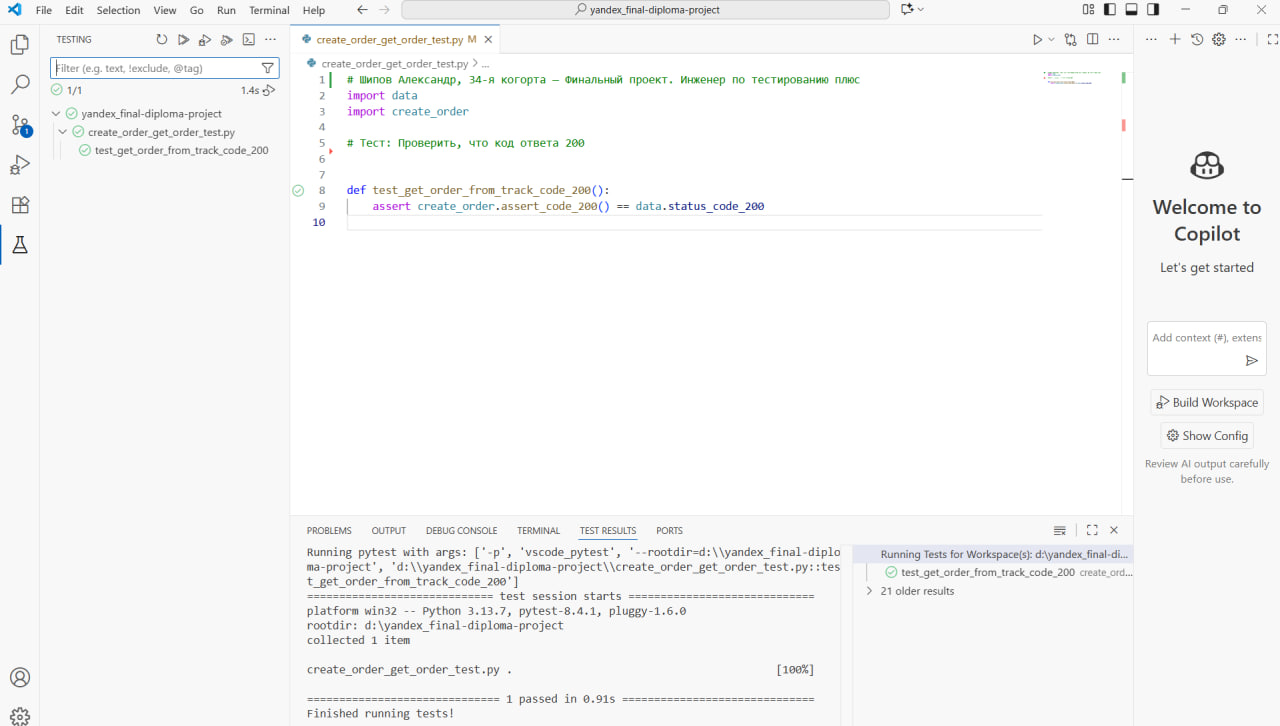 File Edit Selection View Go Run Terminal Help
yandex_final-diploma-project
TESTING
Filter (e.g. text, !exclude, @tag)
1/1
1.4s
yandex_final-diploma-project
create_order_get_order_test.py
test_get_order_from_track_code_200
1
create_order_get_order_test.py M
create_order_get_order_test.py > ...
1 # Шипов Александр, 34-я когорта — Финальный проект. Инженер по тестированию плюс
2 import data
3 import create_order
4
5 # Тест: Проверить, что код ответа 200
6
7
8 def test_get_order_from_track_code_200():
9 assert create_order.assert_code_200() == data.status_code_200
10
PROBLEMS OUTPUT DEBUG CONSOLE TERMINAL TEST RESULTS PORTS
Running pytest with args: ['-p', 'vscode_pytest', '--rootdir=d:\\yandex_final-diplo
ma-project', 'd:\\yandex_final-diploma-project\\create_order_get_order_test.py::tes
t_get_order_from_track_code_200']
============================= test session starts =============================
platform win32 -- Python 3.13.7, pytest-8.4.1, pluggy-1.6.0
rootdir: d:\yandex_final-diploma-project
collected 1 item
create_order_get_order_test.py . [100%]
============================== 1 passed in 0.91s ==============================
Finished running tests!
Running Tests for Workspace(s): d:\yandex_final-di...
test_get_order_from_track_code_200 create_ord...
21 older results
Welcome to
Copilot
Let's get started
Add context (#), extens
Build Workspace
Show Config
Review AI output carefully
before use.